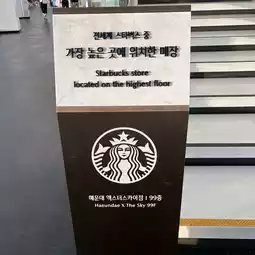 전세계 스타벅스 중
가장 높은 곳에 위치한 매장
Starbucks store
located on the highest floor
해운대 엑스더스카이점 I 99층
Haeundae X The Sky 99F